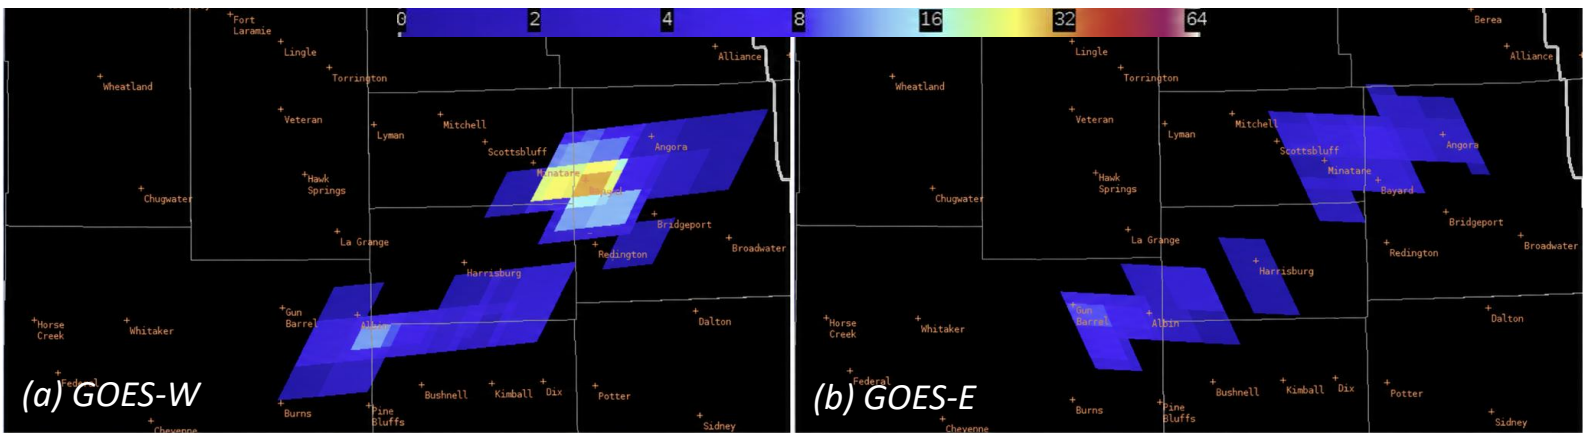 0 2 4 8 16 32 64
Fort
Laramie
Lingle
Torrington
Wheatland
Veteran
Lyman
Mitchell
Scottsbluff
Minatare
Angora
Alliance
Hawk
Springs
Chugwater
La Grange
Bridgeport
Redington
Broadwater
Harrisburg
Gun
Barrel
Horse
Creek
Whitaker
Dalton
Federal
Bushnell
Kimball
Dix
Potter
Burns
Pine
Bluffs
Sidney
Cheyenne
(a) GOES-W
Berea
Alliance
Lingle
Torrington
Wheatland
Veteran
Lyman
Mitchell
Scottsbluff
Minatare
Angora
Bayard
Hawk
Springs
Chugwater
La Grange
Bridgeport
Redington
Broadwater
Harrisburg
Gun
Barrel
Albin
Horse
Creek
Whitaker
Dalton
Federal
Bushnell
Kimball
Dix
Potter
Burns
Pine
Bluffs
Sidney
Cheyenne
(b) GOES-E